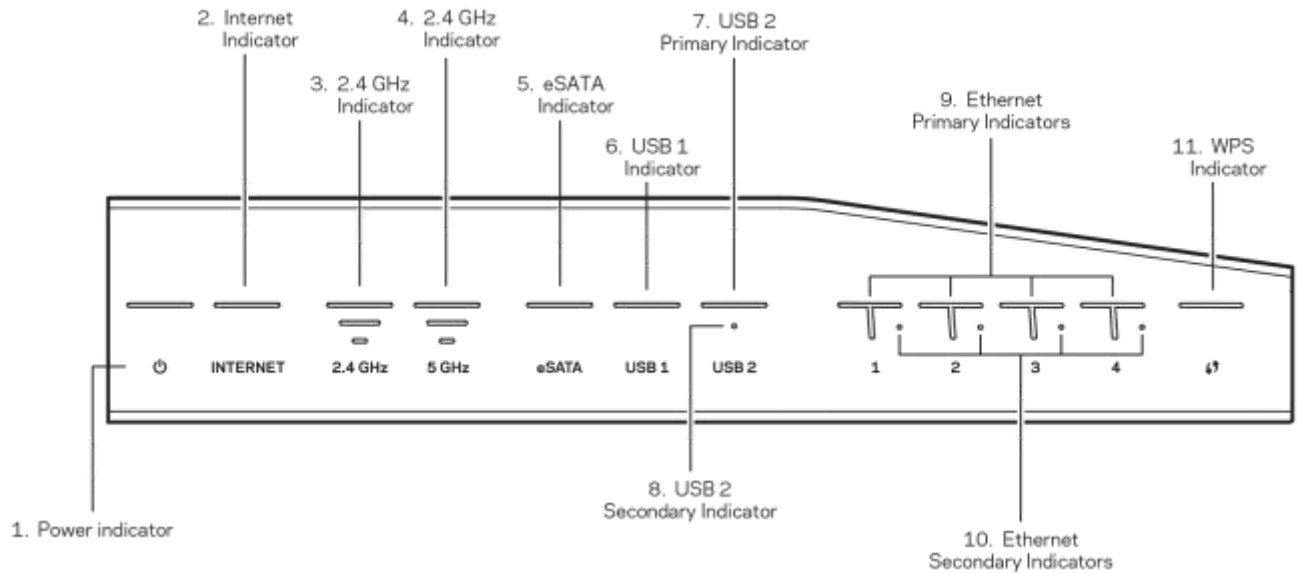 2. Internet
Indicator
4. 2.4 GHz
Indicator
7. USB 2
Primary Indicator
3. 2.4 GHz
Indicator
5. eSATA
Indicator
9. Ethernet
Primary Indicators
6. USB 1
Indicator
11. WPS
Indicator
INTERNET
2.4 GHz
5 GHz
eSATA
USB 1
USB 2
1
2
3
4
8. USB 2
Secondary Indicator
1. Power indicator
10. Ethernet
Secondary Indicators